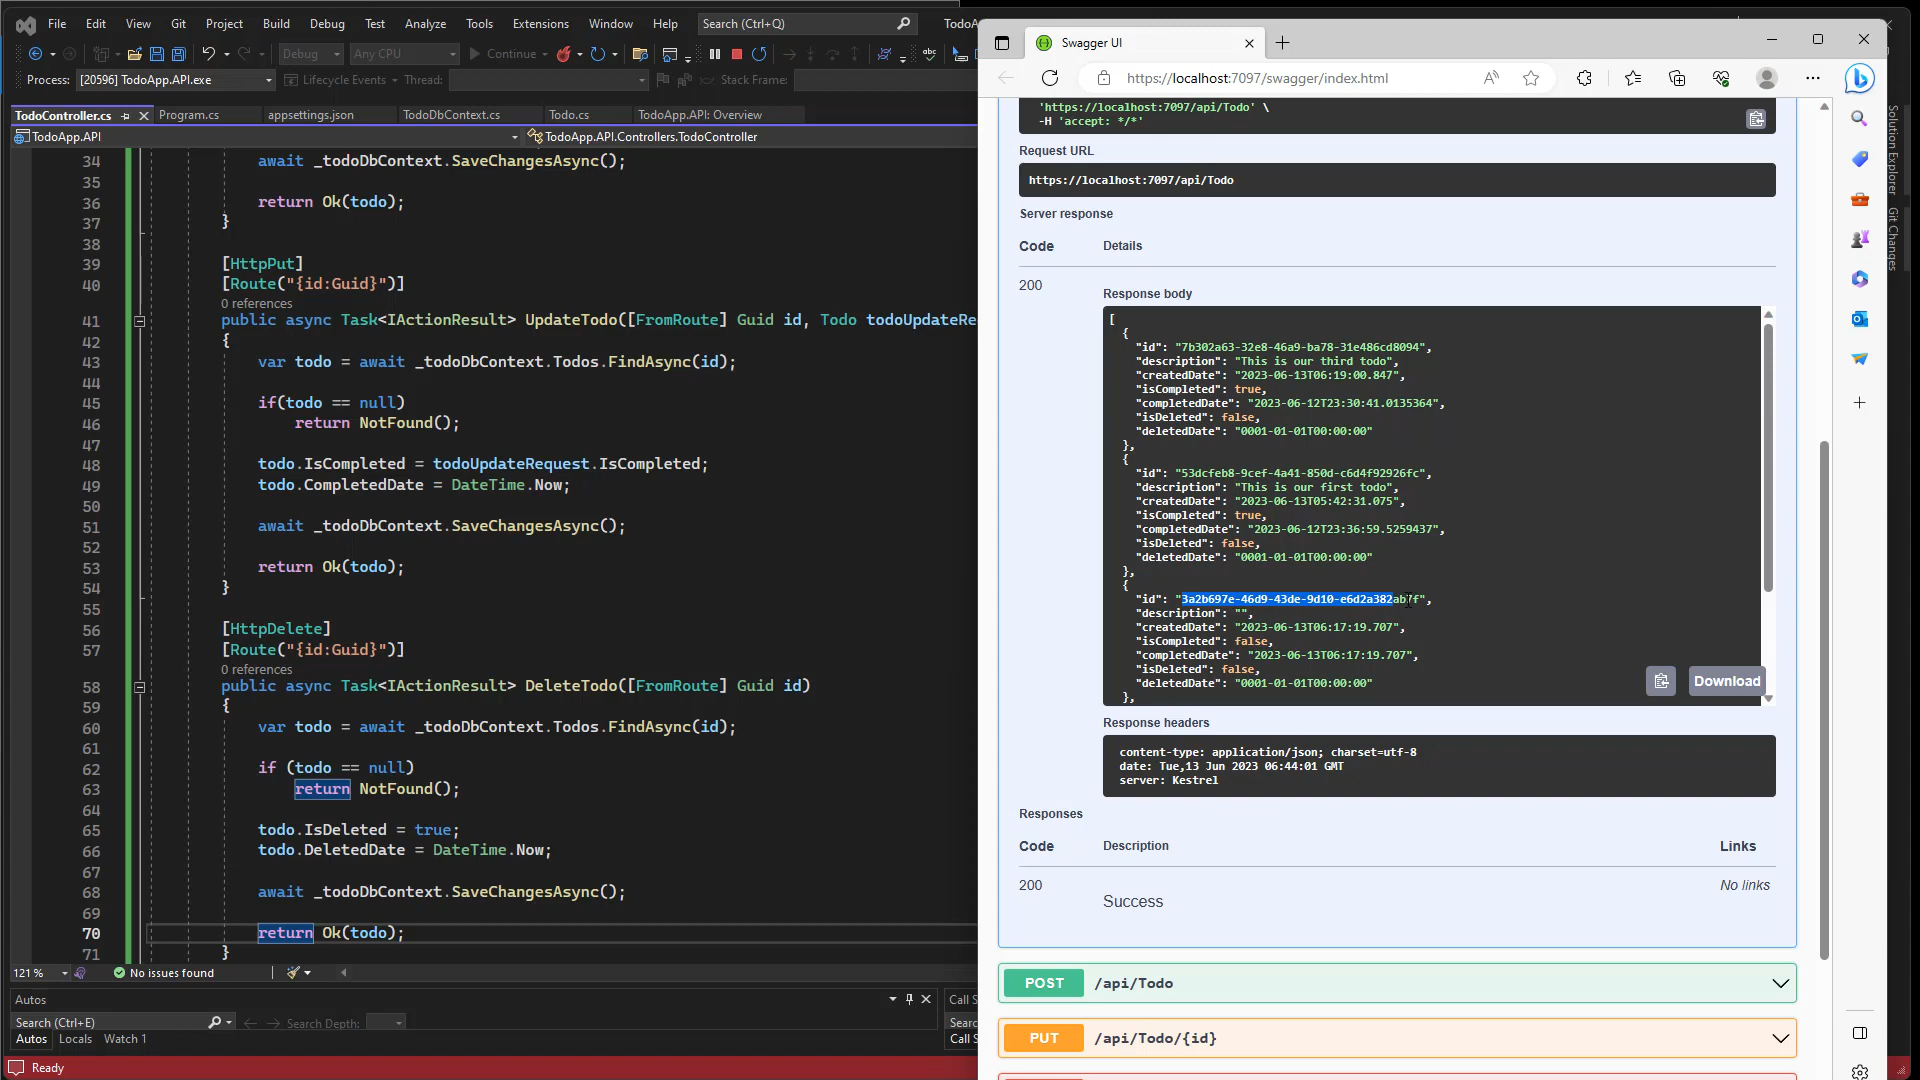 File Edit View Git Project Build Debug Test Analyze Tools Extensions Window Help Search (Ctrl+Q)
Debug Any CPU Continue
Process: [20596] TodoApp.API.exe Lifecycle Events Thread: Stack Frame:
TodoController.cs Program.cs appsettings.json TodoDbContext.cs Todo.cs TodoApp.API: Overview
TodoApp.API TodoApp.API.Controllers.TodoController
34 await _todoDbContext.SaveChangesAsync();
35
36 return Ok(todo);
37 }
38
39 [HttpPut]
40 [Route("{id:Guid}")]
0 references
41 public async Task<IActionResult> UpdateTodo([FromRoute] Guid id, Todo todoUpdateRe
42 {
43 var todo = await _todoDbContext.Todos.FindAsync(id);
44
45 if(todo == null)
46 return NotFound();
47
48 todo.IsCompleted = todoUpdateRequest.IsCompleted;
49 todo.CompletedDate = DateTime.Now;
50
51 await _todoDbContext.SaveChangesAsync();
52
53 return Ok(todo);
54 }
55
56 [HttpDelete]
57 [Route("{id:Guid}")]
0 references
58 public async Task<IActionResult> DeleteTodo([FromRoute] Guid id)
59 {
60 var todo = await _todoDbContext.Todos.FindAsync(id);
61
62 if (todo == null)
63 return NotFound();
64
65 todo.IsDeleted = true;
66 todo.DeletedDate = DateTime.Now;
67
68 await _todoDbContext.SaveChangesAsync();
69
70 return Ok(todo);
71 }
121 % No issues found
Autos
Search (Ctrl+E) Search Depth:
Autos Locals Watch 1
Call S
Searc
Call S
Ready
Swagger UI
https://localhost:7097/swagger/index.html
'https://localhost:7097/api/Todo' \
-H 'accept: */*'
Request URL
https://localhost:7097/api/Todo
Server response
Code Details
200
Response body
[
{
"id": "7b302a63-32e8-46a9-ba78-31e486cd8094",
"description": "This is our third todo",
"createdDate": "2023-06-13T06:19:00.847",
"isCompleted": true,
"completedDate": "2023-06-12T23:30:41.0135364",
"isDeleted": false,
"deletedDate": "0001-01-01T00:00:00"
},
{
"id": "53dcfeb8-9cef-4a41-850d-c6d4f92926fc",
"description": "This is our first todo",
"createdDate": "2023-06-13T05:42:31.075",
"isCompleted": true,
"completedDate": "2023-06-12T23:36:59.5259437",
"isDeleted": false,
"deletedDate": "0001-01-01T00:00:00"
},
{
"id": "3a2b697e-46d9-43de-9d10-e6d2a382ab7f",
"description": "",
"createdDate": "2023-06-13T06:17:19.707",
"isCompleted": false,
"completedDate": "2023-06-13T06:17:19.707",
"isDeleted": false,
"deletedDate": "0001-01-01T00:00:00"
},
Download
Response headers
content-type: application/json; charset=utf-8
date: Tue,13 Jun 2023 06:44:01 GMT
server: Kestrel
Responses
Code Description Links
200 Success No links
POST /api/Todo
PUT /api/Todo/{id}
Solution Explorer
Git Changes